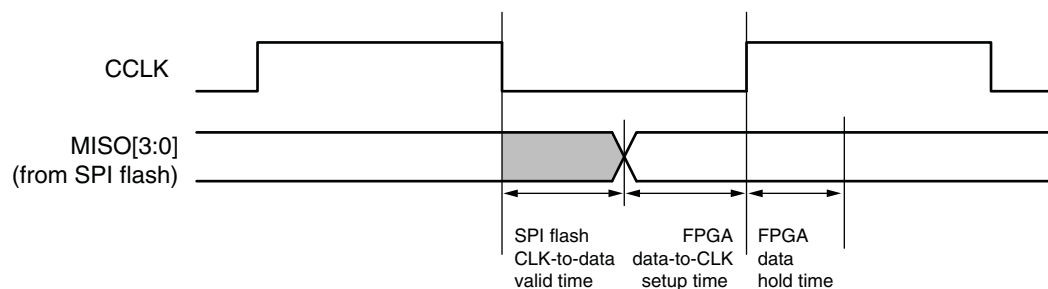 CCLK
MISO[3:0]
(from SPI flash)
SPI flash
CLK-to-data
valid time
FPGA
data-to-CLK
setup time
FPGA
data
hold time